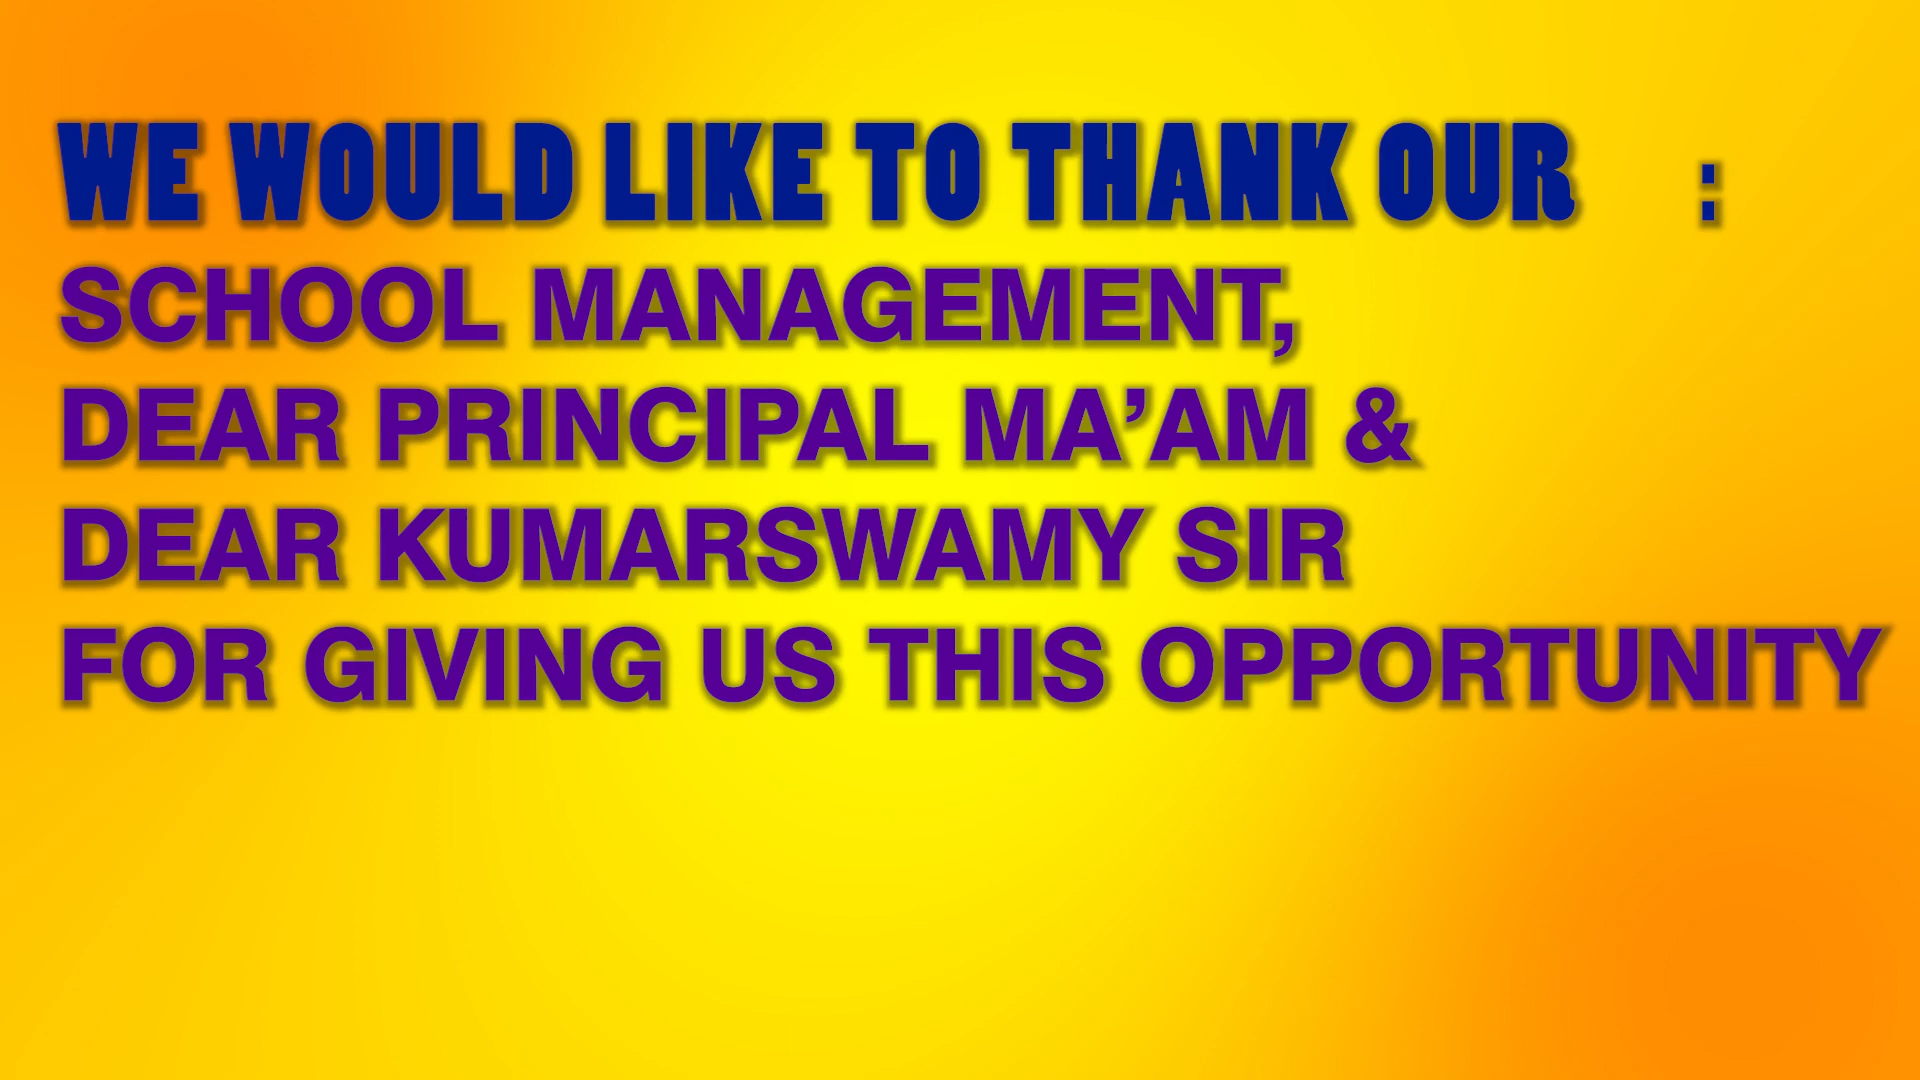 WE WOULD LIKE TO THANK OUR :
SCHOOL MANAGEMENT,
DEAR PRINCIPAL MA’AM &
DEAR KUMARSWAMY SIR
FOR GIVING US THIS OPPORTUNITY